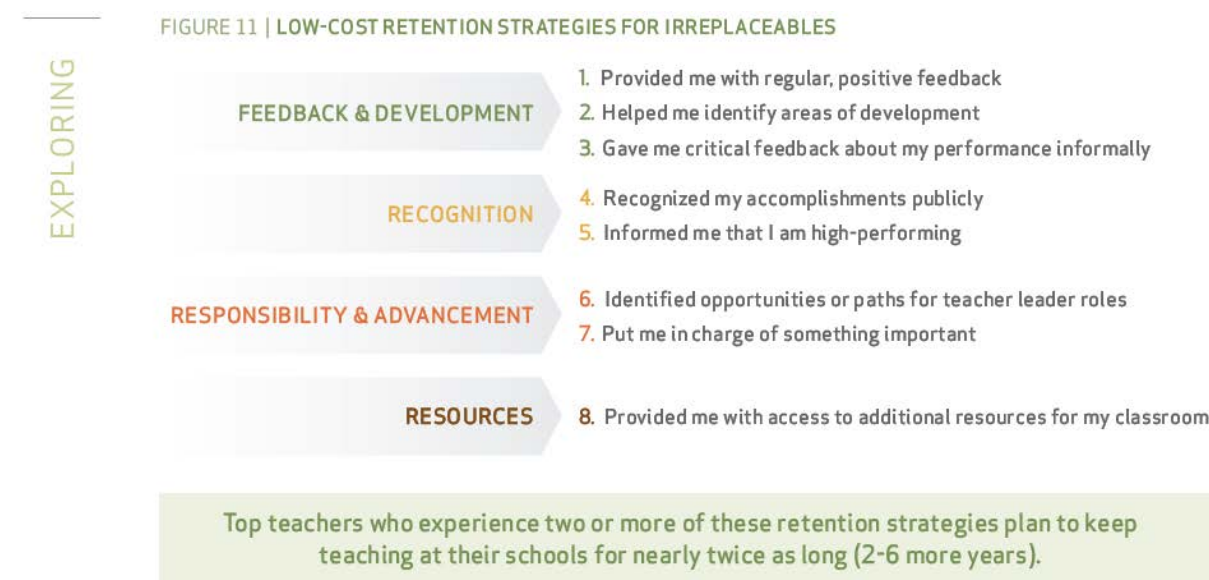 FIGURE 11 | LOW-COST RETENTION STRATEGIES FOR IRREPLACEABLES
EXPLORING
FEEDBACK & DEVELOPMENT
1. Provided me with regular, positive feedback
2. Helped me identify areas of development
3. Gave me critical feedback about my performance informally
RECOGNITION
4. Recognized my accomplishments publicly
5. Informed me that I am high-performing
RESPONSIBILITY & ADVANCEMENT
6. Identified opportunities or paths for teacher leader roles
7. Put me in charge of something important
RESOURCES
8. Provided me with access to additional resources for my classroom
Top teachers who experience two or more of these retention strategies plan to keep
teaching at their schools for nearly twice as long (2-6 more years).